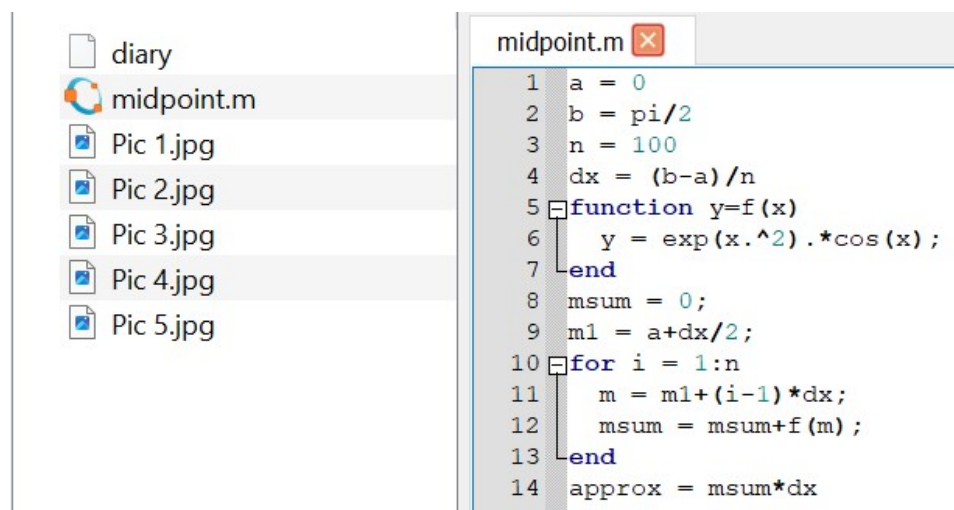 diary
midpoint.m
Pic 1.jpg
Pic 2.jpg
Pic 3.jpg
Pic 4.jpg
Pic 5.jpg
midpoint.m
1 a = 0
2 b = pi/2
3 n = 100
4 dx = (b-a)/n
5 function y=f(x)
6 y = exp(x.^2).*cos(x);
7 end
8 msum = 0;
9 m1 = a+dx/2;
10 for i = 1:n
11 m = m1+(i-1)*dx;
12 msum = msum+f(m);
13 end
14 approx = msum*dx